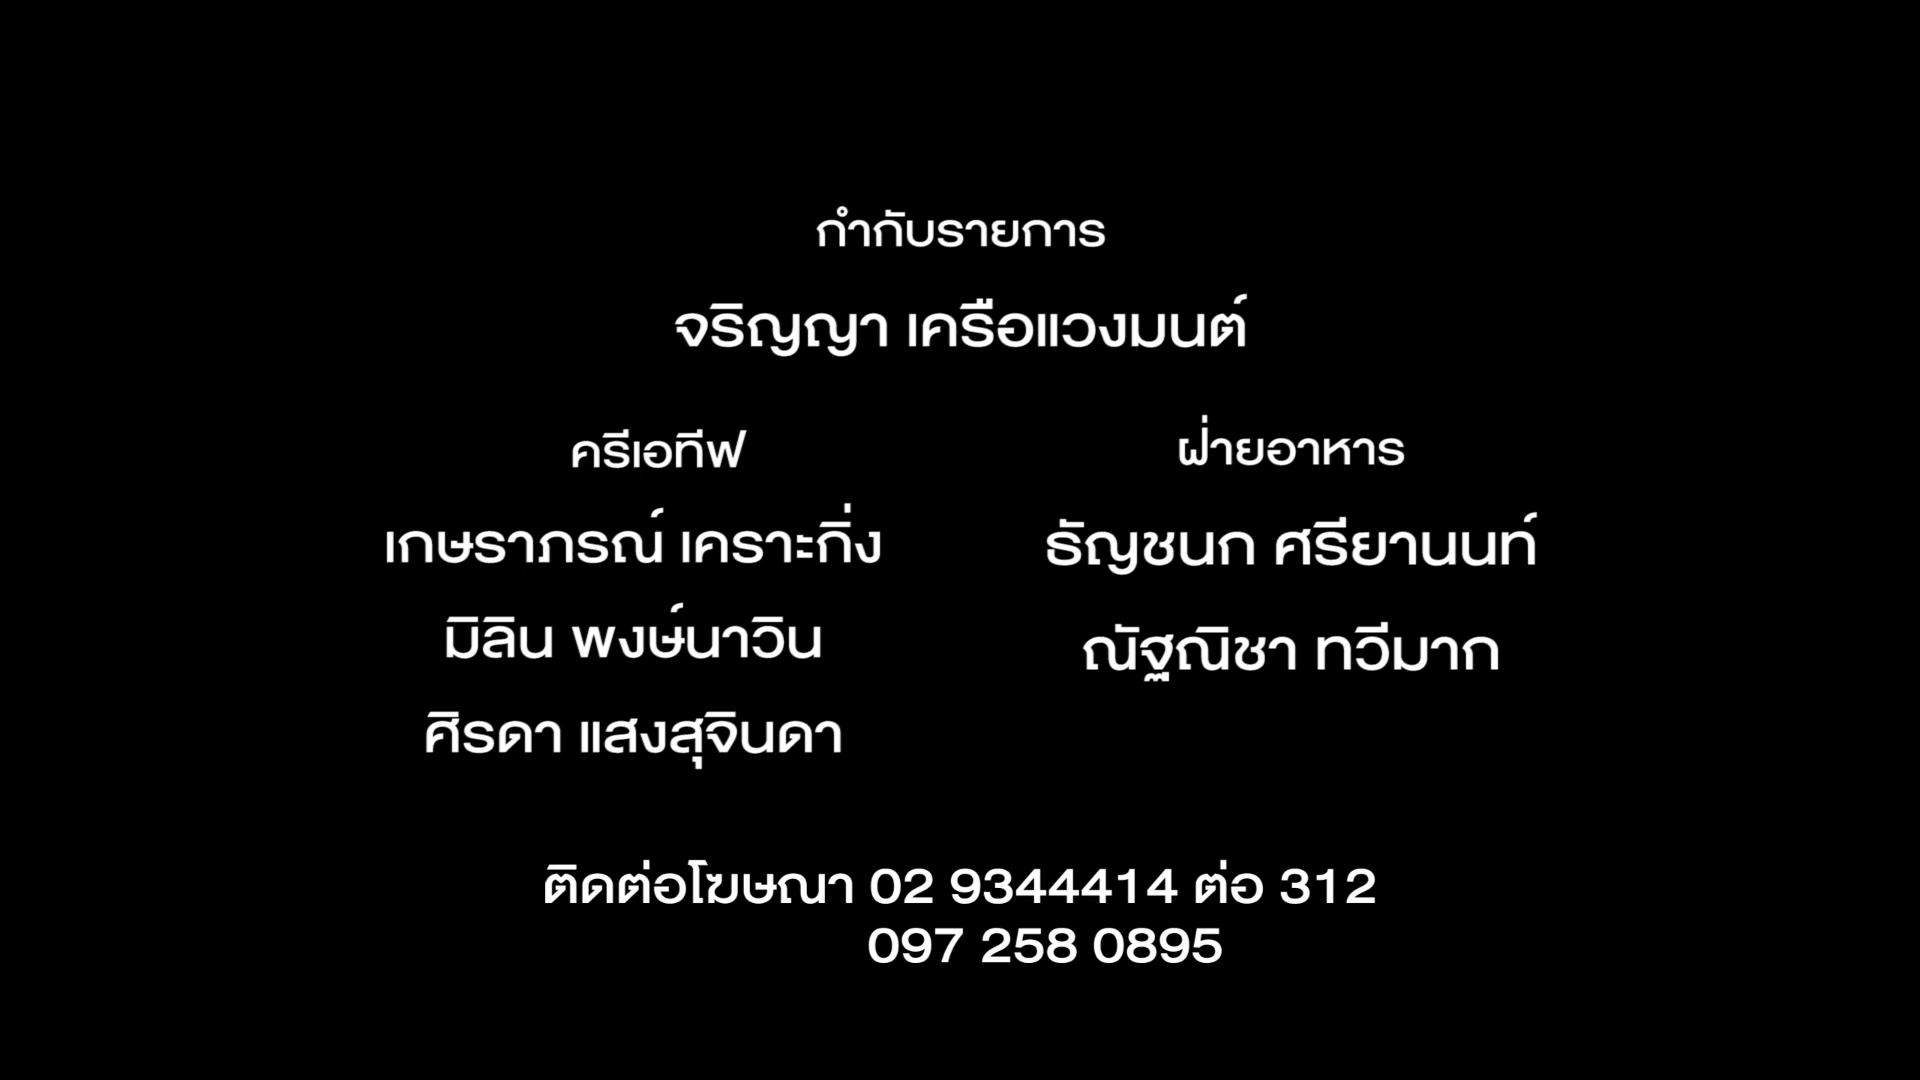 กำกับรายการ
จริญญา เครือแวงมนต์
ครีเอทีฟ
เกษราภรณ์ เคราะกิ่ง
มิลิน พงษ์นาวิน
ศิรดา แสงสุจินดา
ฝ่ายอาหาร
ธัญชนก ศรียานนท์
ณัฐณิชา ทวีมาก
ติดต่อโฆษณา 02 9344414 ต่อ 312
097 258 0895